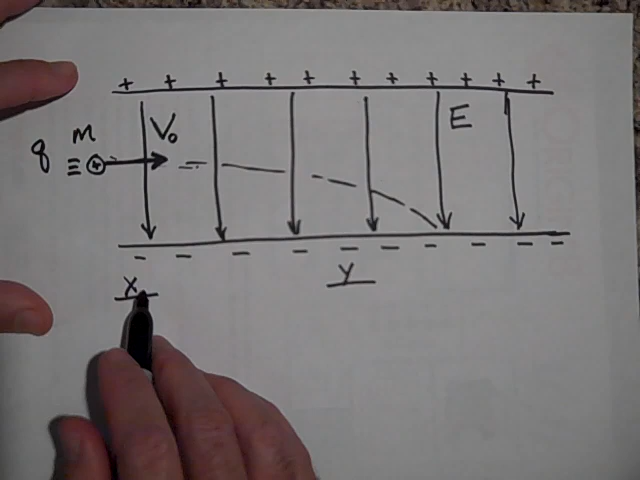 + + + + + + + + + + +
m V₀ E
q +
- - - - - - - - - -
x y